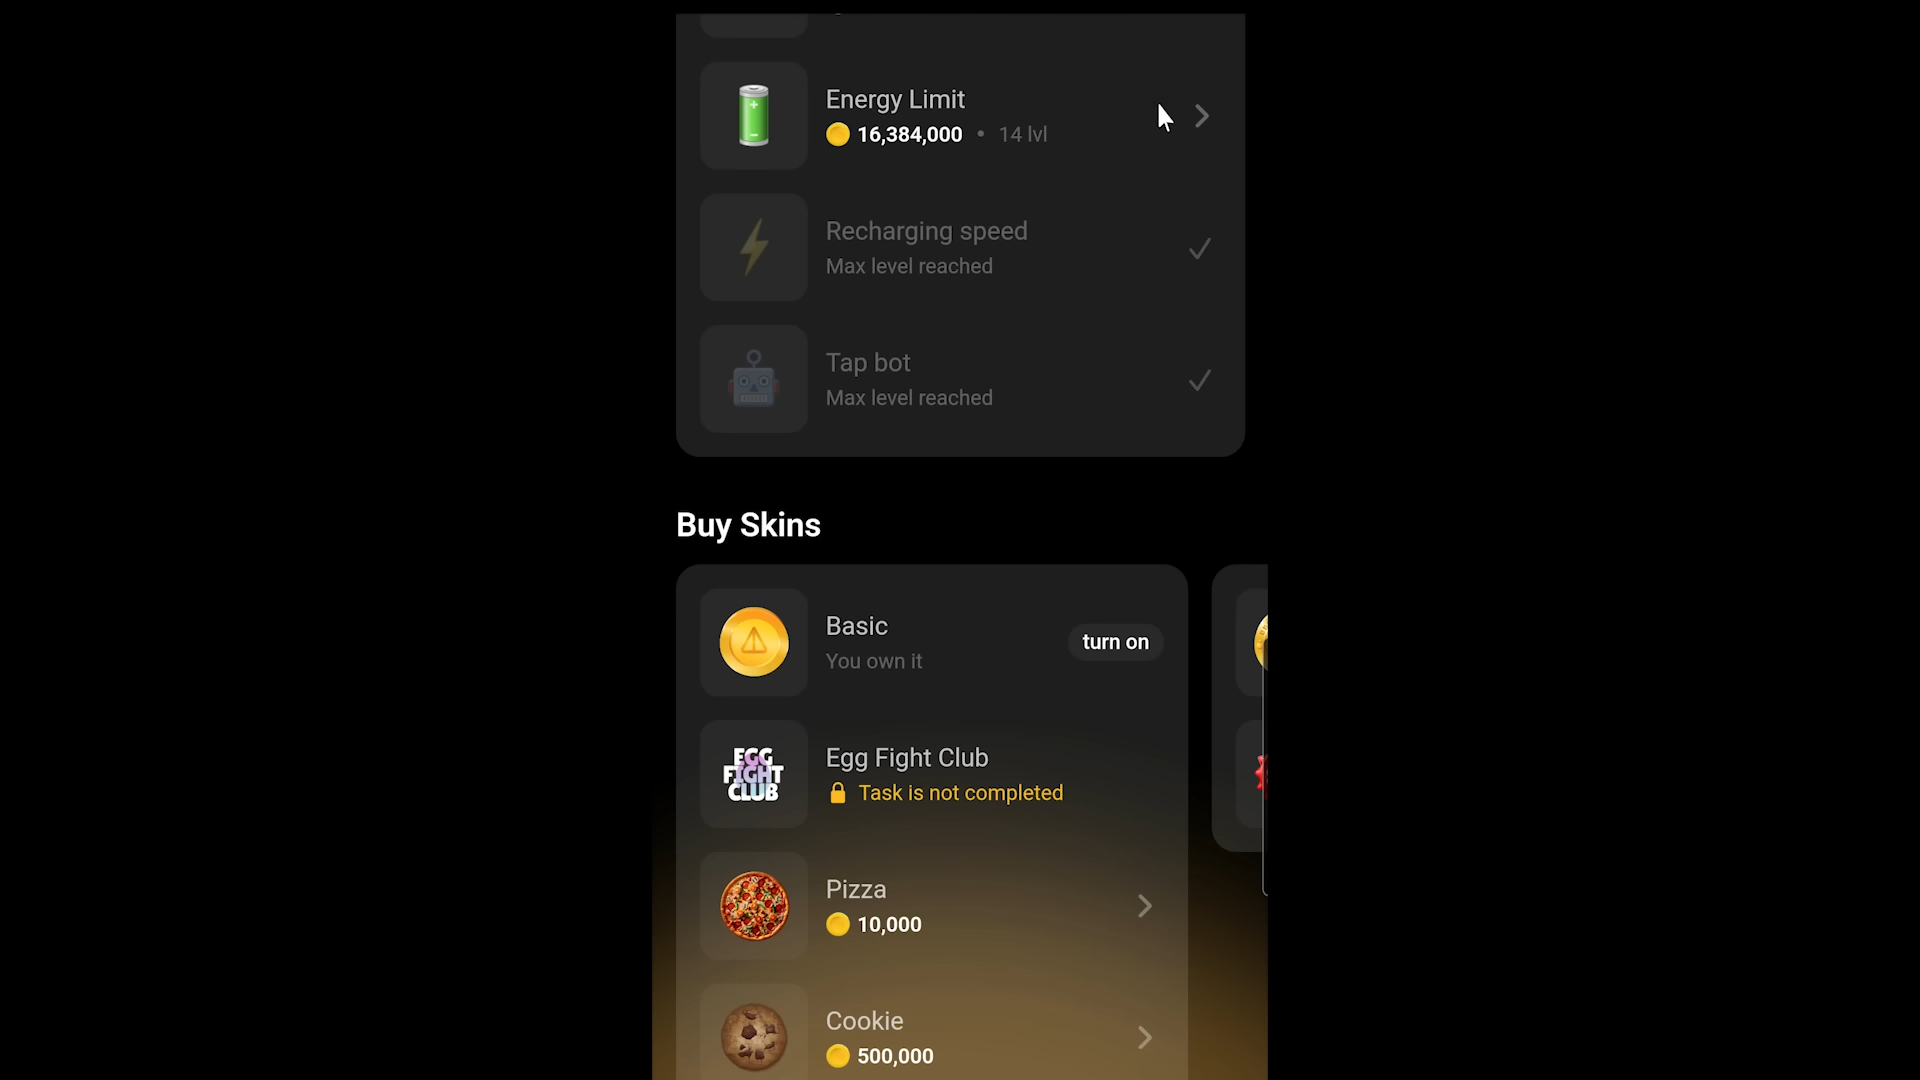 Energy Limit
16,384,000 • 14 lvl
Recharging speed
Max level reached
Tap bot
Max level reached
Buy Skins
Basic
You own it
turn on
EGG
FIGHT
CLUB
Egg Fight Club
Task is not completed
Pizza
10,000
Cookie
500,000